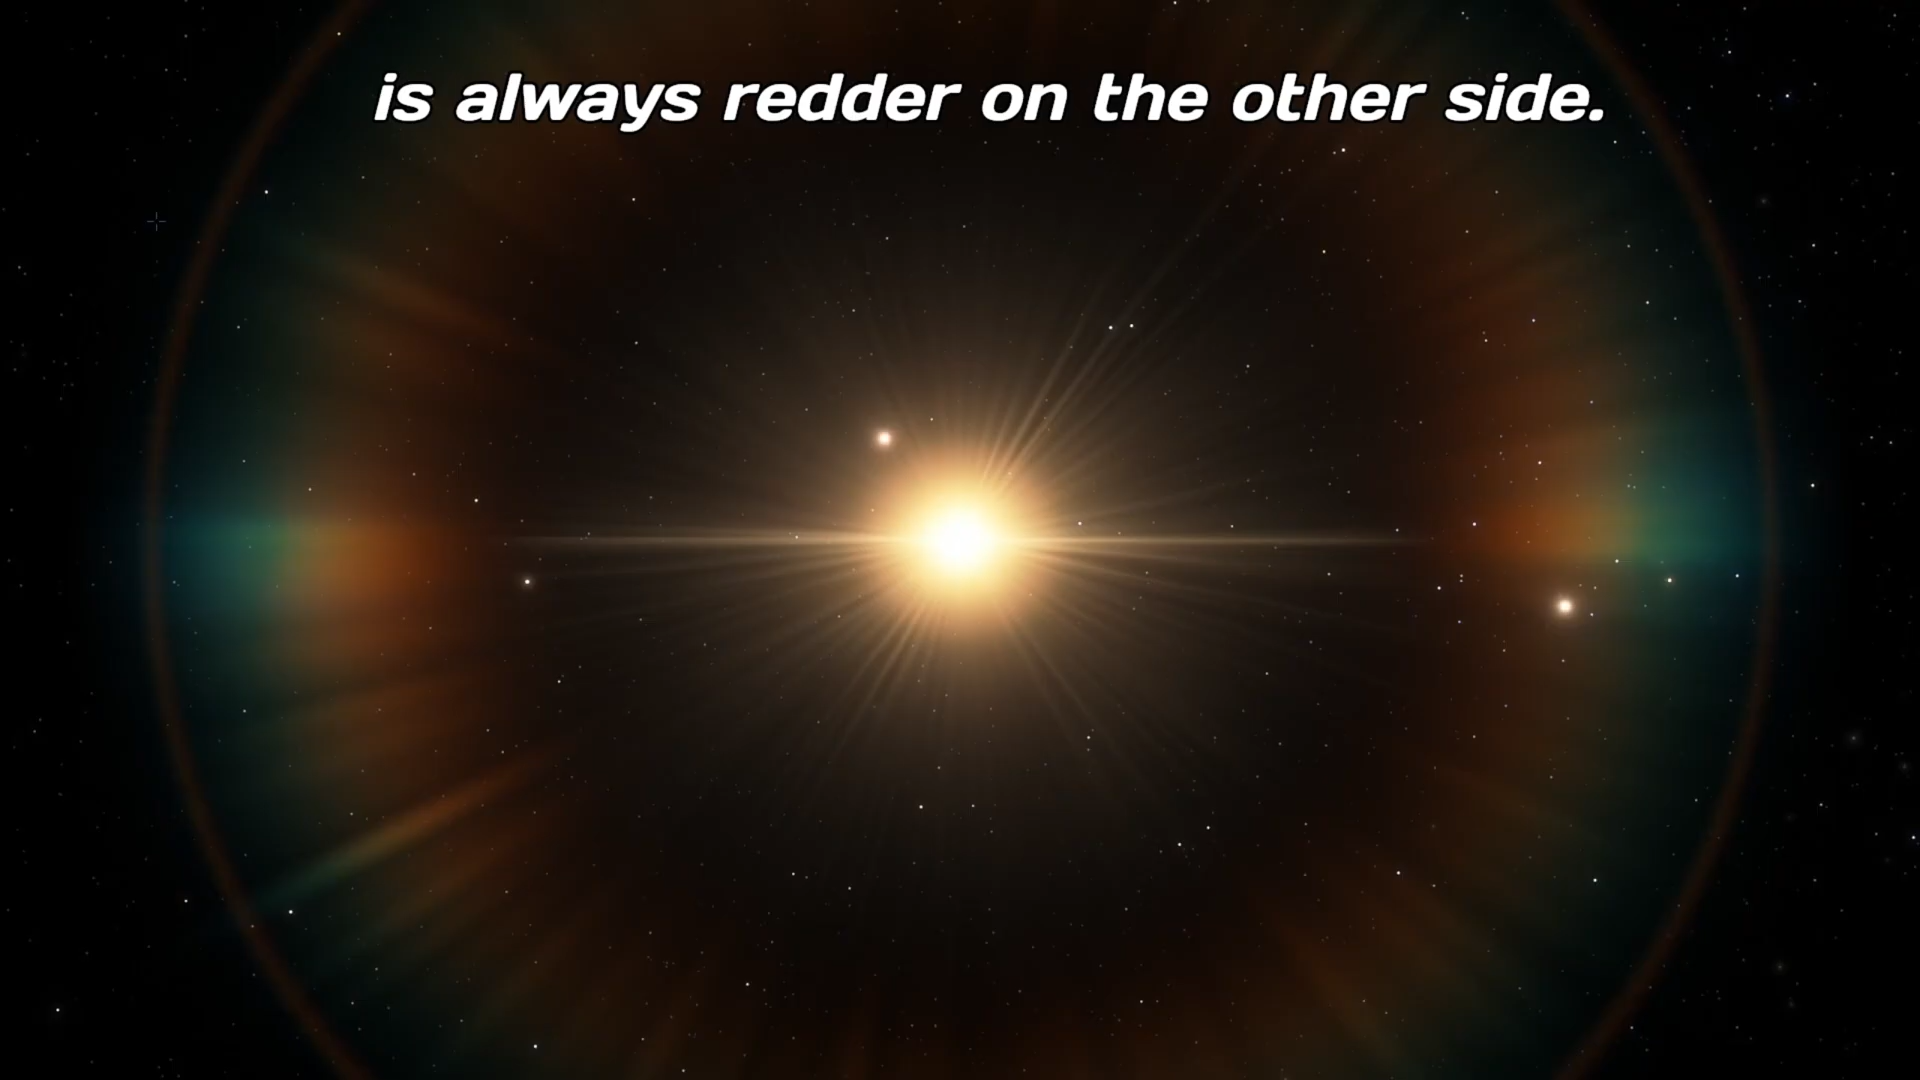 is always redder on the other side.